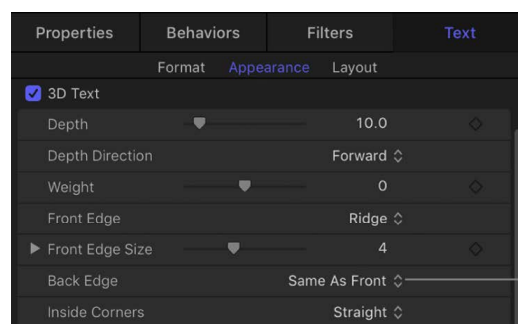 Properties Behaviors Filters Text
Format Appearance Layout
3D Text
Depth 10.0
Depth Direction Forward
Weight 0
Front Edge Ridge
Front Edge Size 4
Back Edge Same As Front
Inside Corners Straight